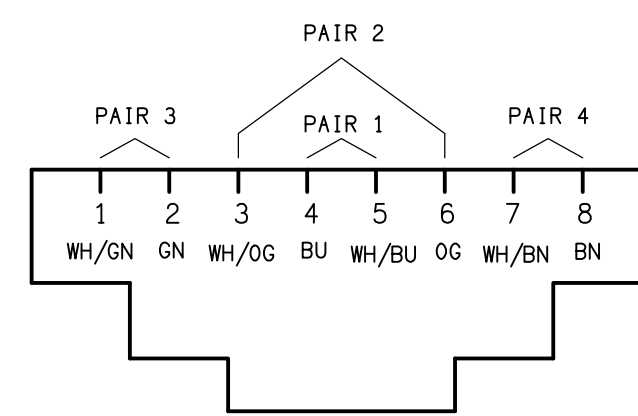 PAIR 2
PAIR 3
PAIR 1
PAIR 4
1 2 3 4 5 6 7 8
WH/GN GN WH/OG BU WH/BU OG WH/BN BN